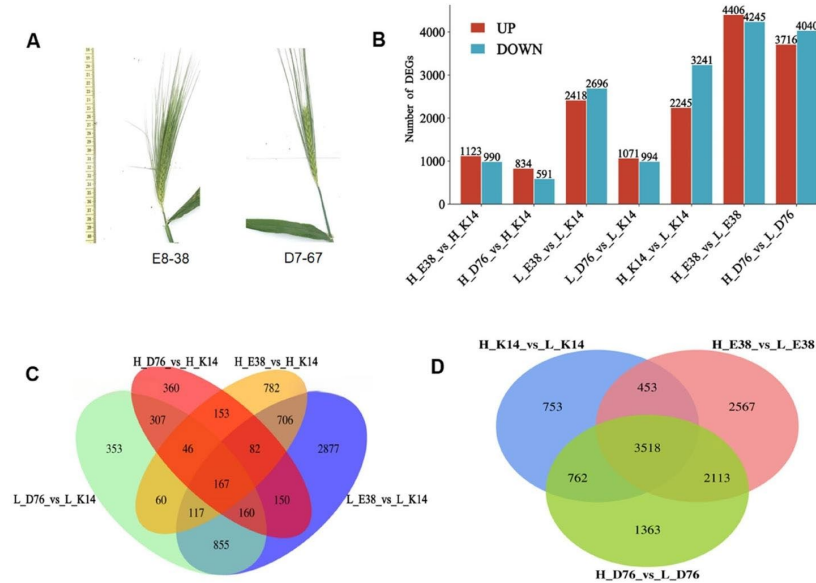 A
E8-38
D7-67
B
UP
DOWN
Number of DEGs
4000
3000
2000
1000
0
1123 990
834 591
2418 2696
1071 994
2245 3241
4406 4245
3716 4040
H_E38_vs_H_K14
H_D76_vs_H_K14
L_E38_vs_L_K14
L_D76_vs_L_K14
H_K14_vs_L_K14
H_E38_vs_L_E38
H_D76_vs_L_D76
C
H_D76_vs_H_K14
H_E38_vs_H_K14
360
782
307
153
706
353
46
82
2877
L_D76_vs_L_K14
167
L_E38_vs_L_K14
60
117
160
150
855
D
H_K14_vs_L_K14
H_E38_vs_L_E38
453
753
2567
3518
762
2113
1363
H_D76_vs_L_D76